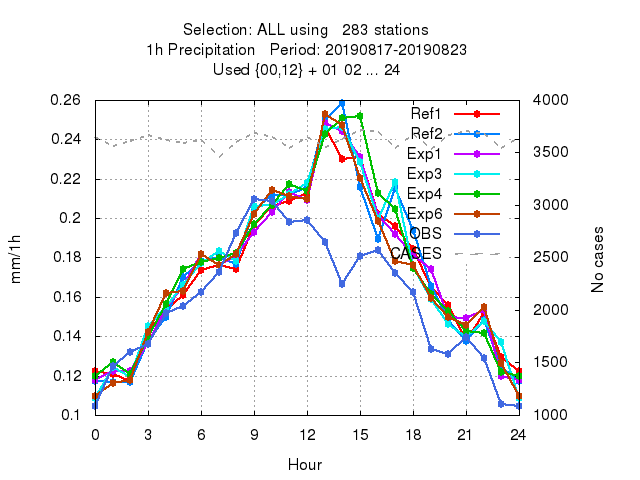 Selection: ALL using   283 stations
1h Precipitation   Period: 20190817-20190823
Used {00,12} + 01 02 ... 24
0.26
0.24
0.22
0.2
0.18
0.16
0.14
0.12
0.1
4000
3500
3000
2500
2000
1500
1000
Ref1
Ref2
Exp1
Exp3
Exp4
Exp6
OBS
CASES
mm/1h
No cases
0 3 6 9 12 15 18 21 24
Hour